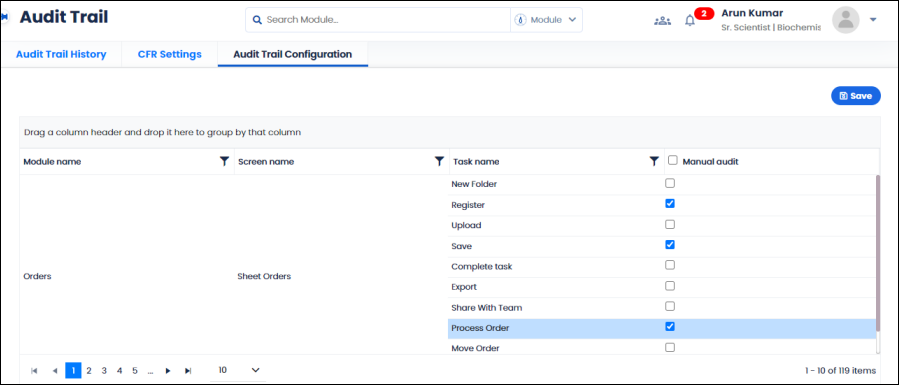 Audit Trail
Search Module...
Module
2
Arun Kumar
Sr. Scientist | Biochemis
Audit Trail History
CFR Settings
Audit Trail Configuration
Save
Drag a column header and drop it here to group by that column
Module name
Screen name
Task name
Manual audit
Orders
Sheet Orders
New Folder
Register
Upload
Save
Complete task
Export
Share With Team
Process Order
Move Order
1 2 3 4 5 ...
10
1 - 10 of 119 items